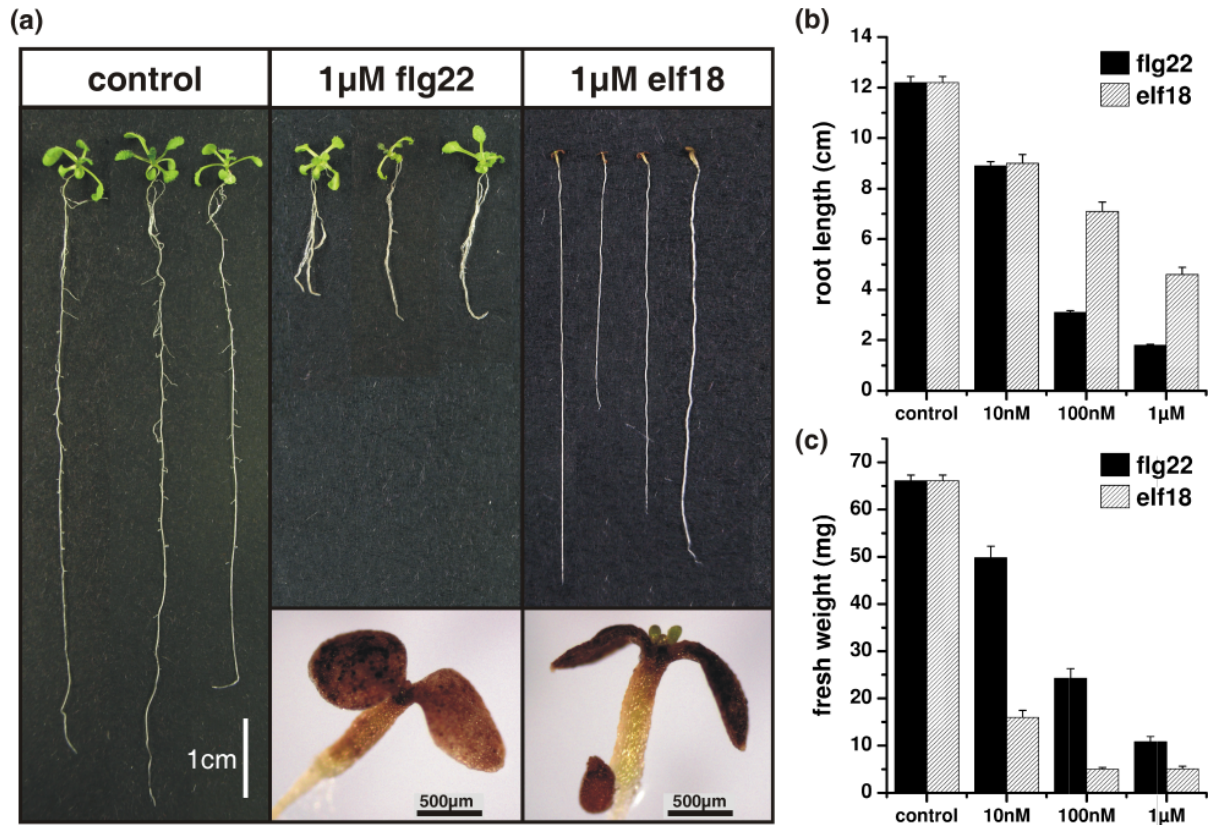 (a)
control
1µM flg22
1µM elf18
1cm
500µm
500µm
(b)
14
12
10
8
6
4
2
0
root length (cm)
flg22
elf18
control
10nM
100nM
1µM
(c)
70
60
50
40
30
20
10
0
fresh weight (mg)
flg22
elf18
control
10nM
100nM
1µM